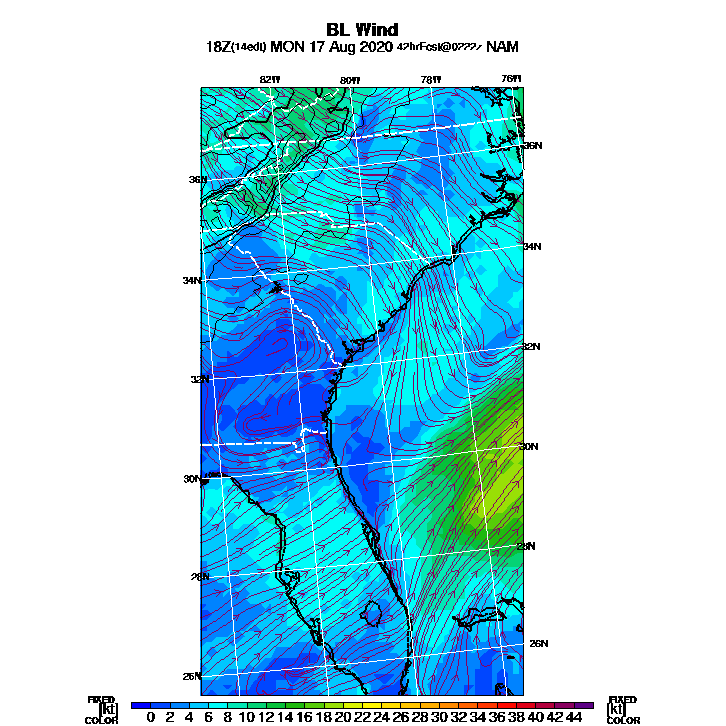 BL Wind
18Z(14edt) MON 17 Aug 2020 42hrFcst@0222z NAM
82W 80W 78W 76W
36N 36N
34N 34N
32N 32N
30N 30N
28N 28N
26N 26N
FIXED FIXED
[kt] 0 2 4 6 8 10 12 14 16 18 20 22 24 26 28 30 32 34 36 38 40 42 44 [kt]
COLOR COLOR